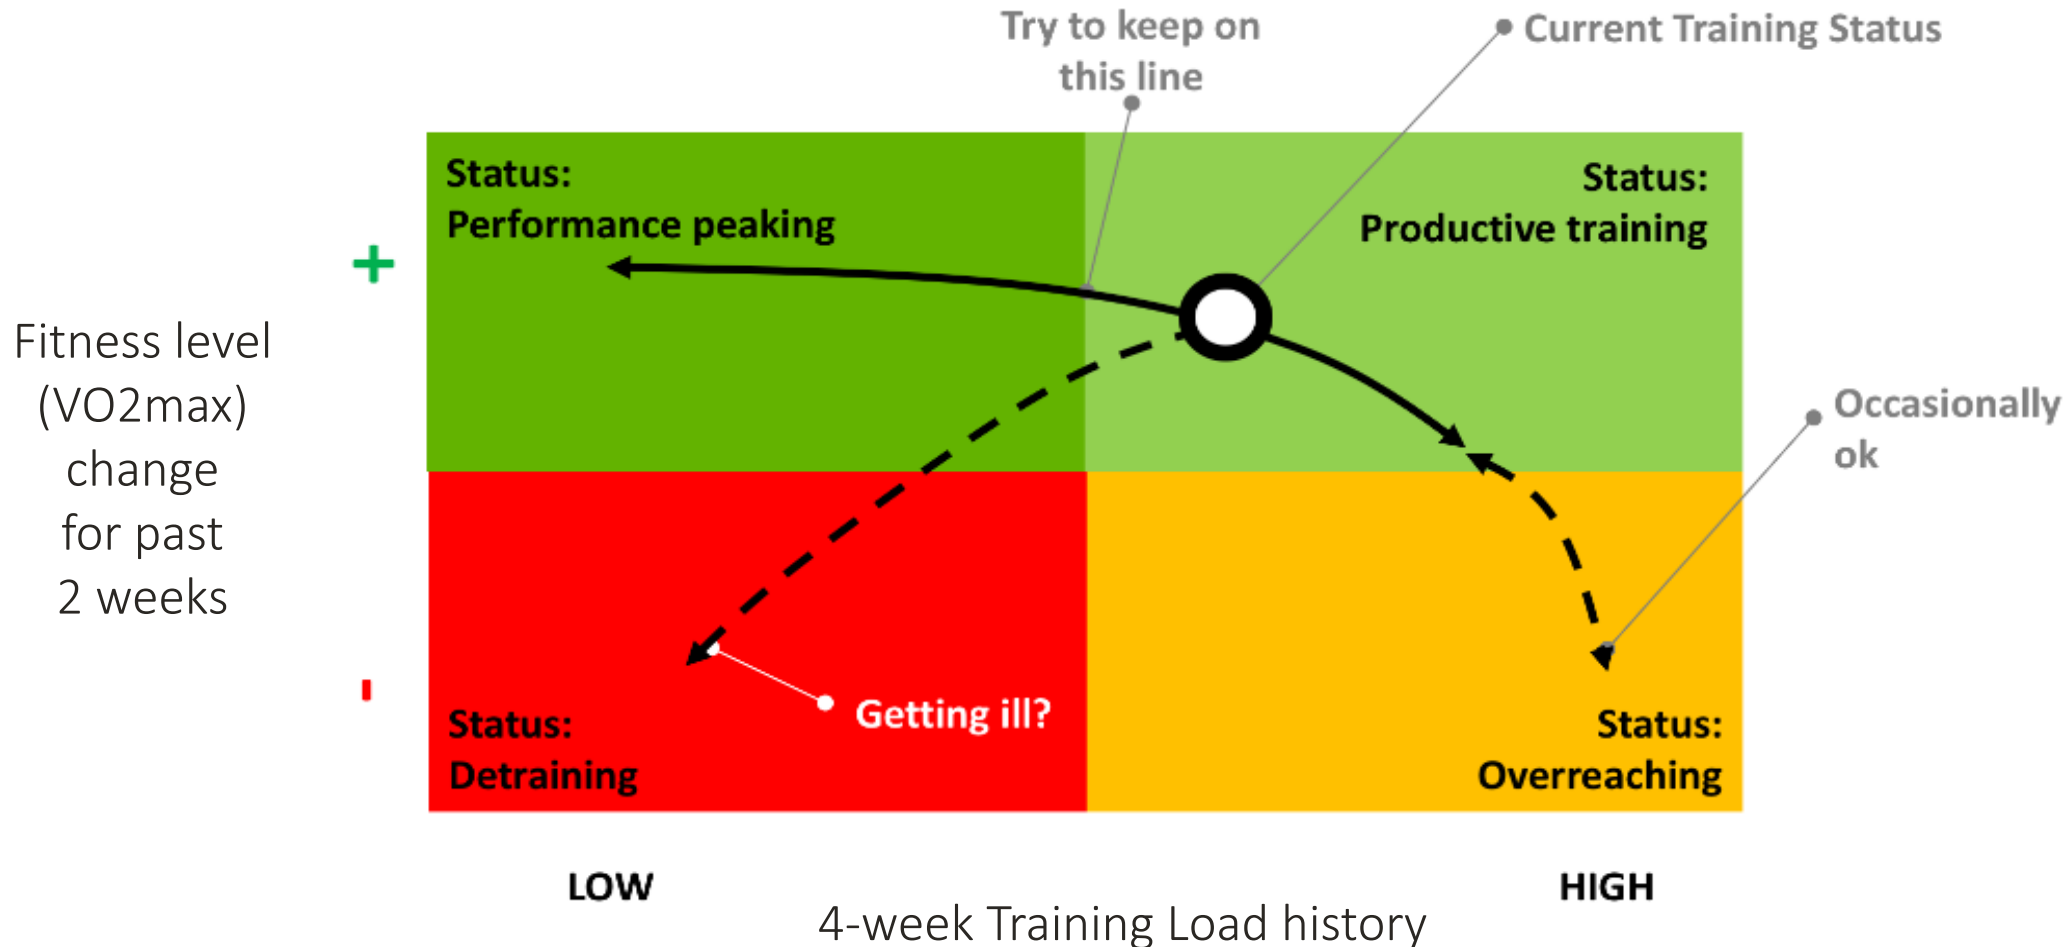 Try to keep on
this line
Current Training Status
Status:
Performance peaking
Status:
Productive training
+
Fitness level
(VO2max)
change
for past
2 weeks
Occasionally
ok
-
Getting ill?
Status:
Detraining
Status:
Overreaching
LOW
HIGH
4-week Training Load history